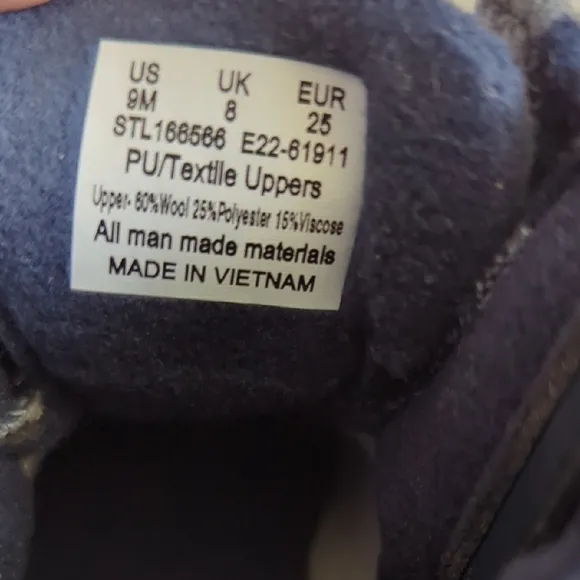 US UK EUR
9M 8 25
STL166566 E22-61911
PU/Textile Uppers
Upper- 60%Wool 25%Polyester 15%Viscose
All man made materials
MADE IN VIETNAM